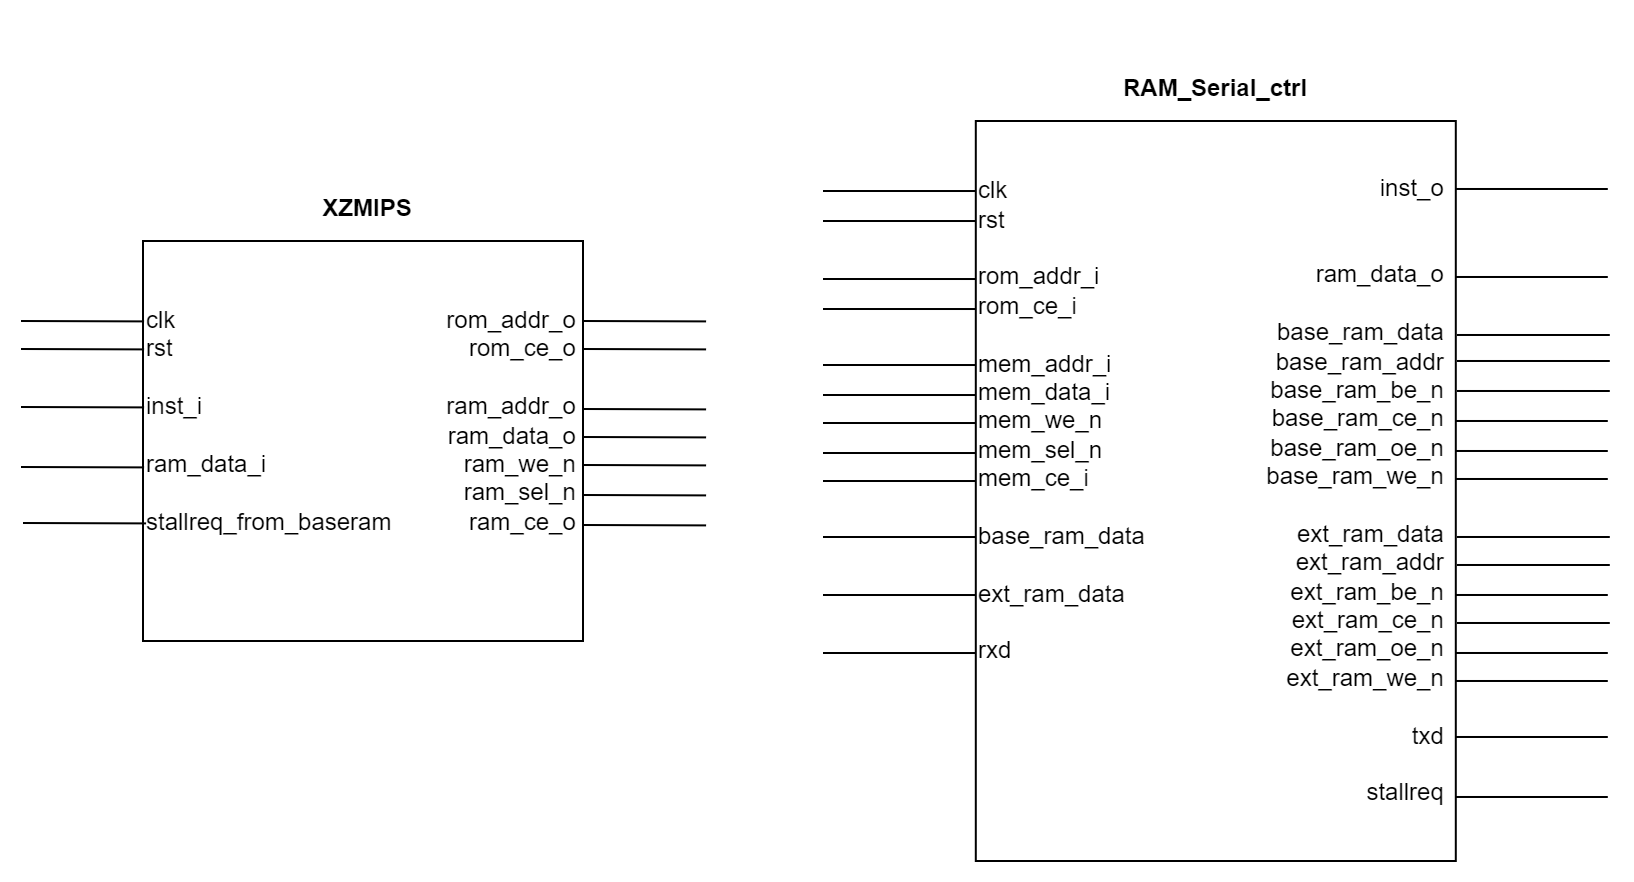 XZMIPS
clk
rst
inst_i
ram_data_i
stallreq_from_baseram
rom_addr_o
rom_ce_o
ram_addr_o
ram_data_o
ram_we_n
ram_sel_n
ram_ce_o
RAM_Serial_ctrl
clk
rst
rom_addr_i
rom_ce_i
mem_addr_i
mem_data_i
mem_we_n
mem_sel_n
mem_ce_i
base_ram_data
ext_ram_data
rxd
inst_o
ram_data_o
base_ram_data
base_ram_addr
base_ram_be_n
base_ram_ce_n
base_ram_oe_n
base_ram_we_n
ext_ram_data
ext_ram_addr
ext_ram_be_n
ext_ram_ce_n
ext_ram_oe_n
ext_ram_we_n
txd
stallreq